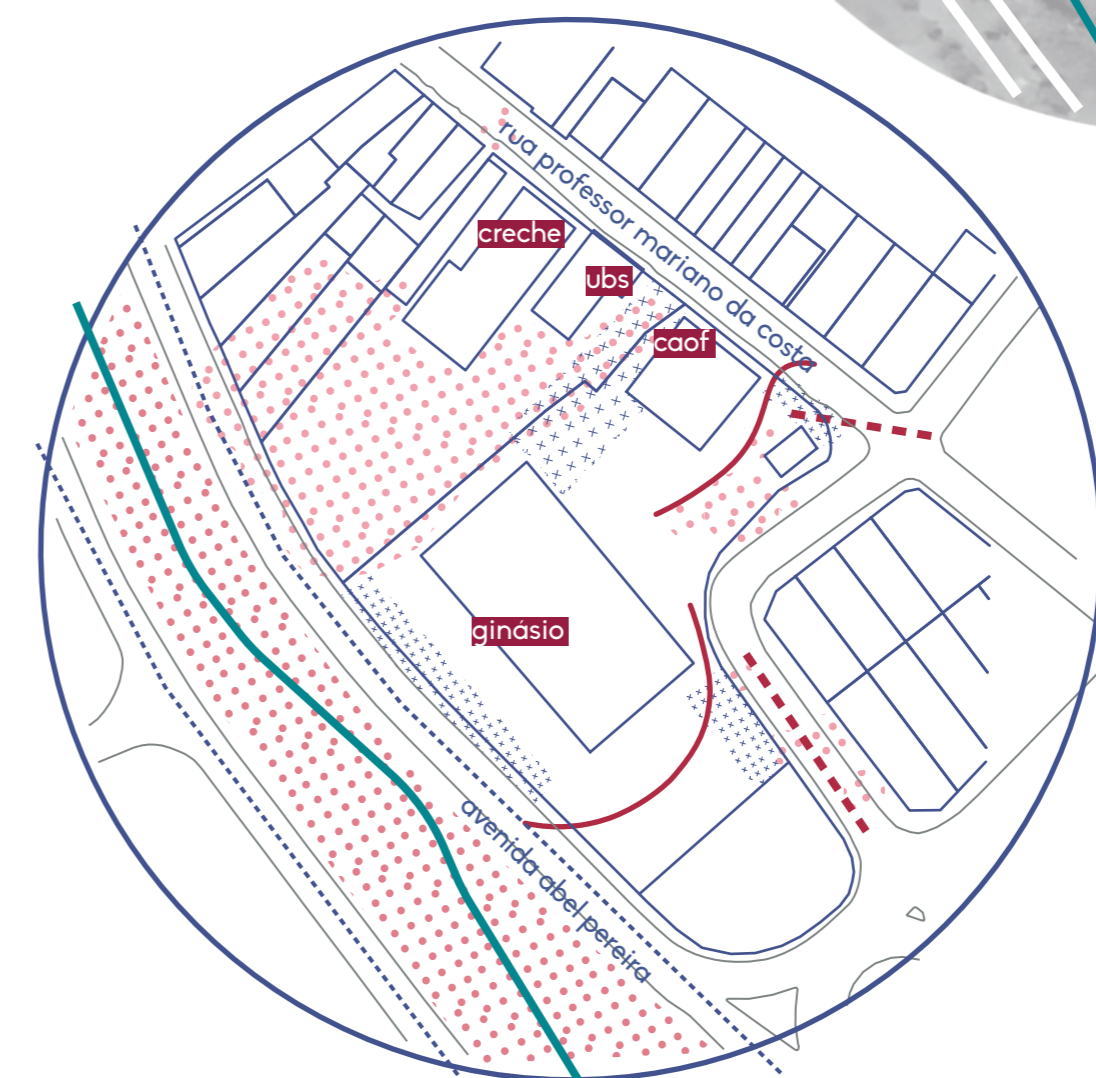 rua professor mariano da costa
creche
ubs
caof
ginásio
avenida abel pereira